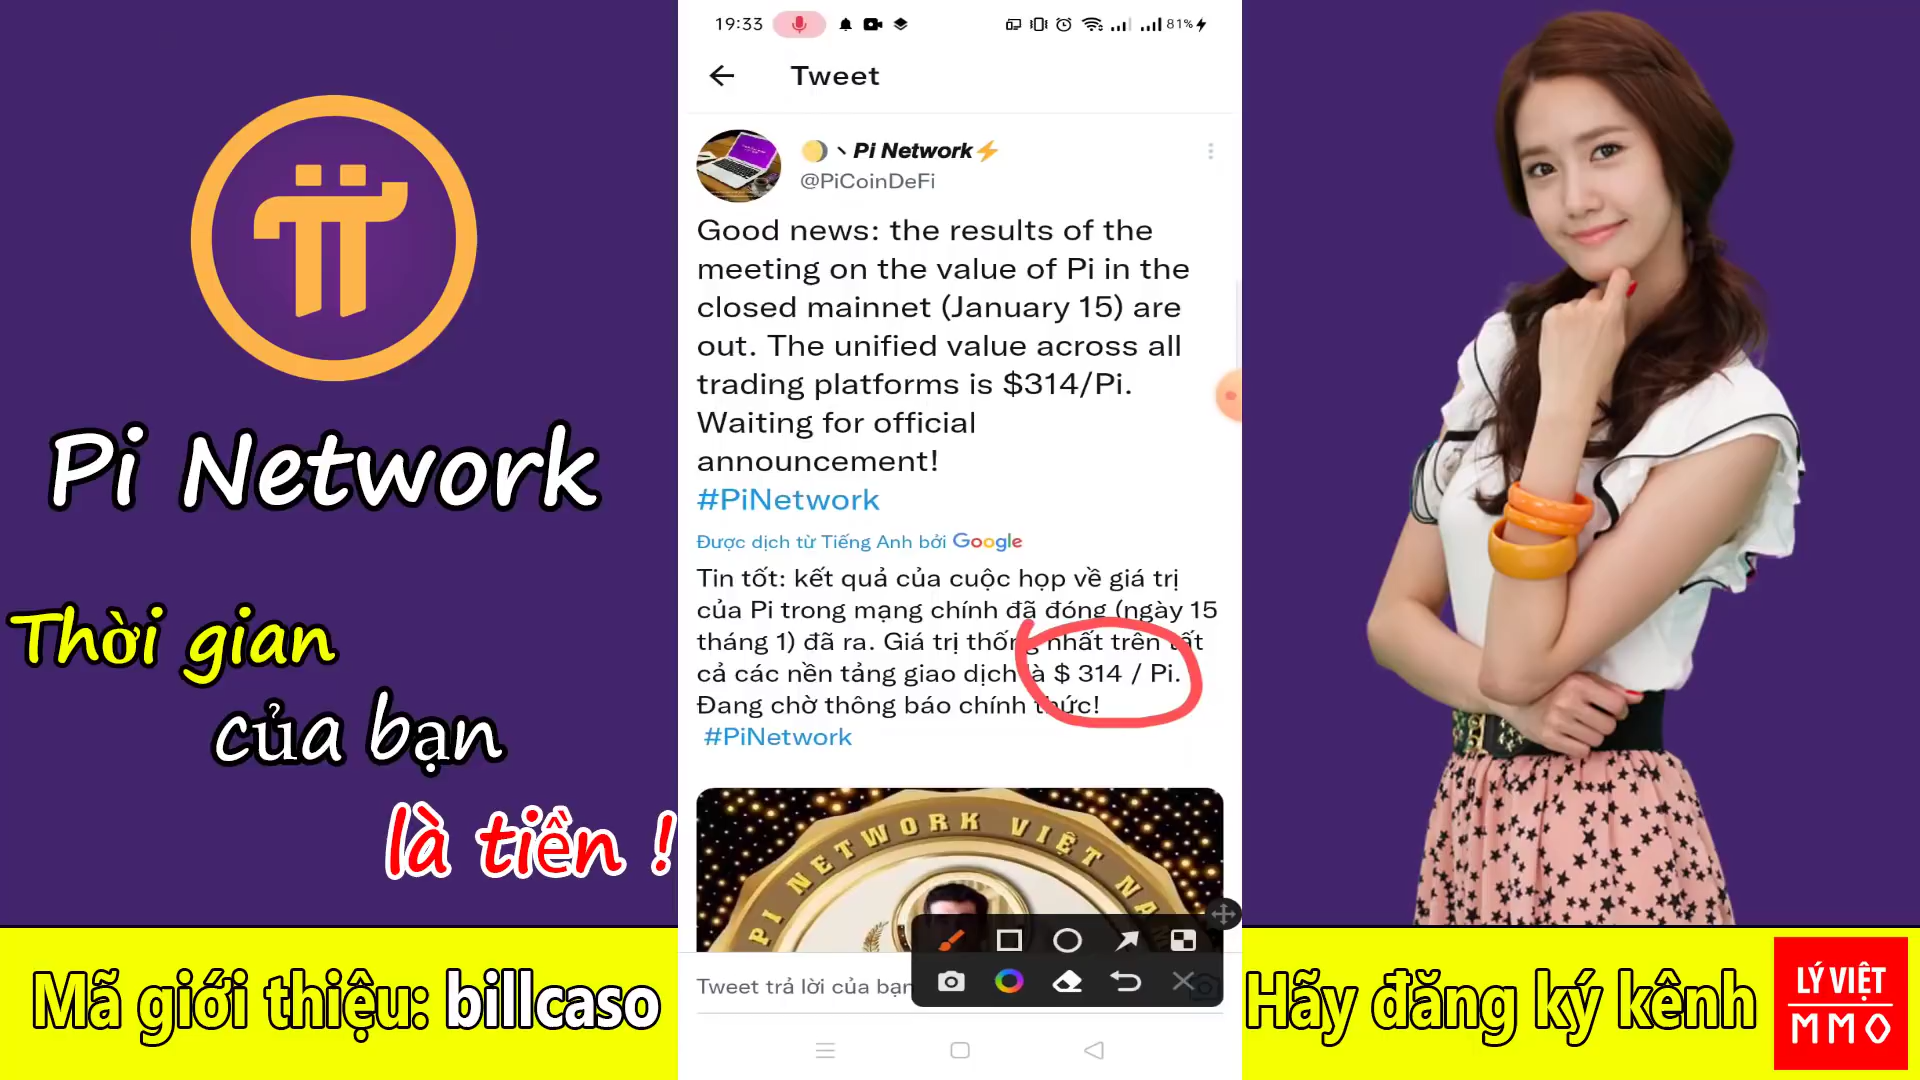 Pi Network
Thời gian
của bạn
là tiền !
Mã giới thiệu: billcaso
19:33
81%
Tweet
Pi Network
@PiCoinDeFi
Good news: the results of the
meeting on the value of Pi in the
closed mainnet (January 15) are
out. The unified value across all
trading platforms is $314/Pi.
Waiting for official
announcement!
#PiNetwork
Được dịch từ Tiếng Anh bởi Google
Tin tốt: kết quả của cuộc họp về giá trị
của Pi trong mạng chính đã đóng (ngày 15
tháng 1) đã ra. Giá trị thống nhất trên tất
cả các nền tảng giao dịch là $ 314 / Pi.
Đang chờ thông báo chính thức!
#PiNetwork
PI NETWORK VIỆT NA
Tweet trả lời của bạn
Hãy đăng ký kênh
LÝ VIỆT
MMO